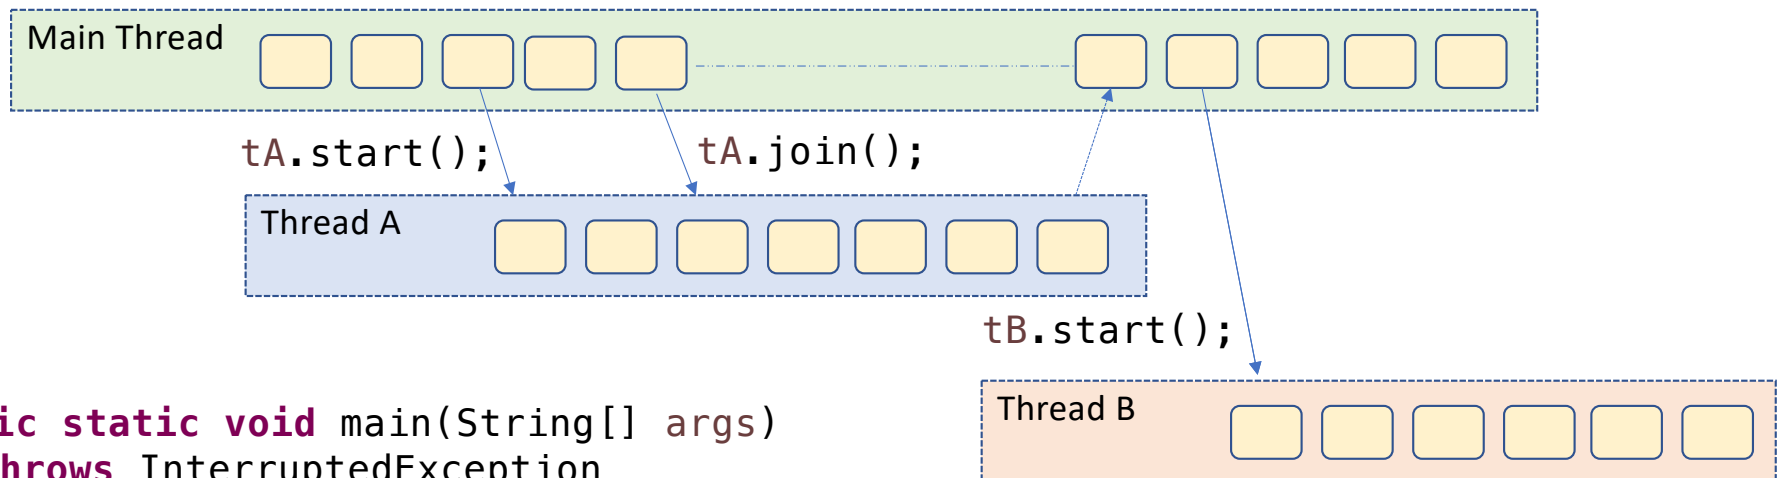 Main Thread
tA.start();
tA.join();
Thread A
tB.start();
Thread B
ic static void main(String[] args)
hrows InterruptedException